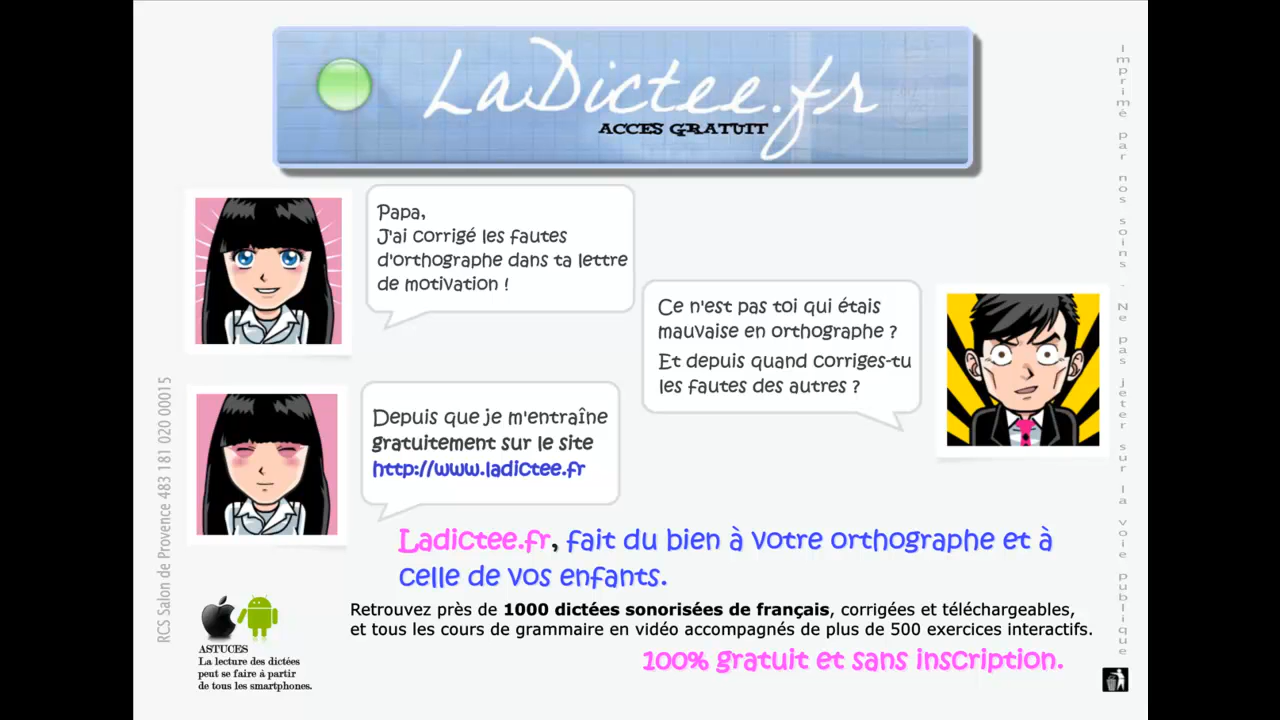 LaDictee.fr
ACCES GRATUIT
Papa,
J'ai corrigé les fautes
d'orthographe dans ta lettre
de motivation !
Ce n'est pas toi qui étais
mauvaise en orthographe ?
Et depuis quand corriges-tu
les fautes des autres ?
Depuis que je m'entraîne
gratuitement sur le site
http://www.ladictee.fr
Ladictee.fr, fait du bien à votre orthographe et à
celle de vos enfants.
Retrouvez près de 1000 dictées sonorisées de français, corrigées et téléchargeables,
et tous les cours de grammaire en vidéo accompagnés de plus de 500 exercices interactifs.
100% gratuit et sans inscription.
ASTUCES
La lecture des dictées
peut se faire à partir
de tous les smartphones.
RCS Salon de Provence 483 181 020 00015
Imprimé par nos soins - Ne pas jeter sur la voie publique